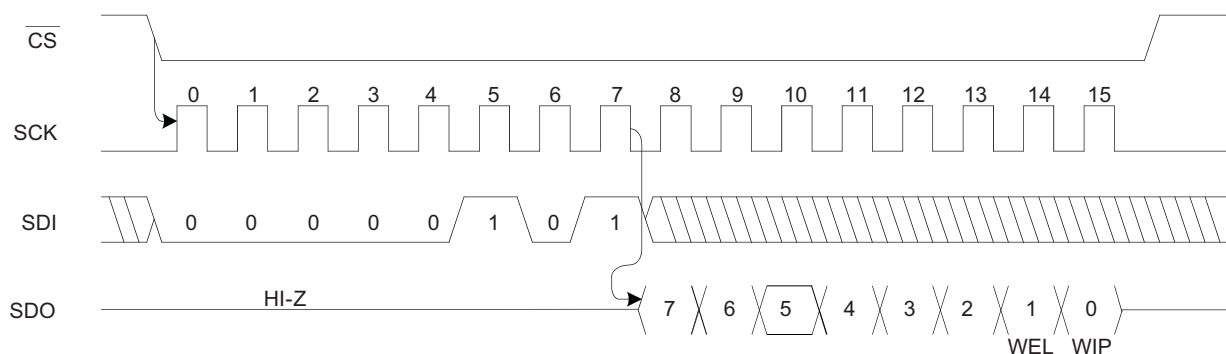 CS
0 1 2 3 4 5 6 7 8 9 10 11 12 13 14 15
SCK
SDI 0 0 0 0 0 1 0 1
HI-Z
SDO 7 6 5 4 3 2 1 0
WEL WIP